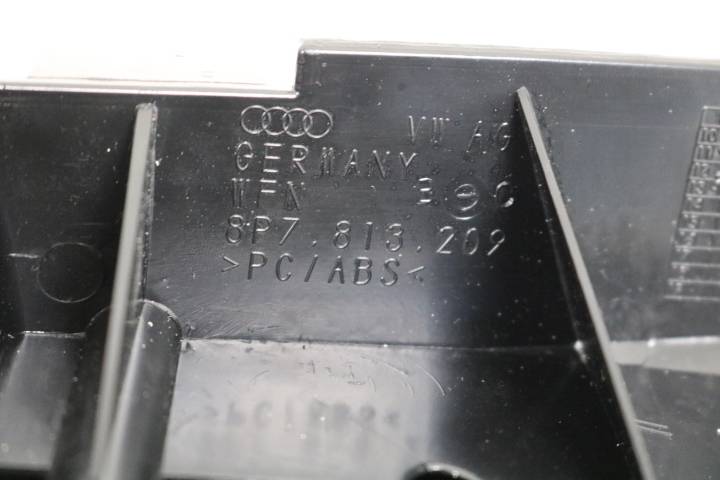 VW AG
GERMANY
WFN
8P7.813.209
>PC/ABS<